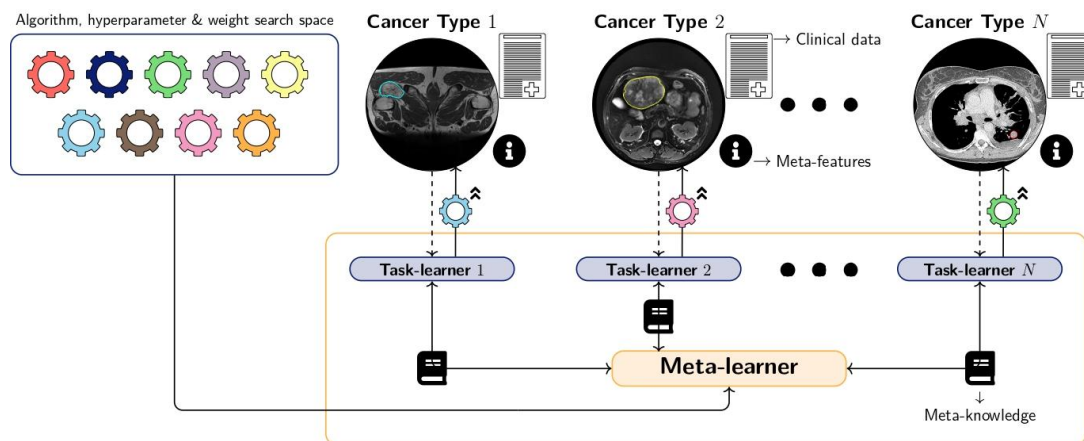 Algorithm, hyperparameter & weight search space
Cancer Type 1
Cancer Type 2
Cancer Type N
→ Clinical data
→ Meta-features
Task-learner 1
Task-learner 2
Task-learner N
Meta-learner
Meta-knowledge